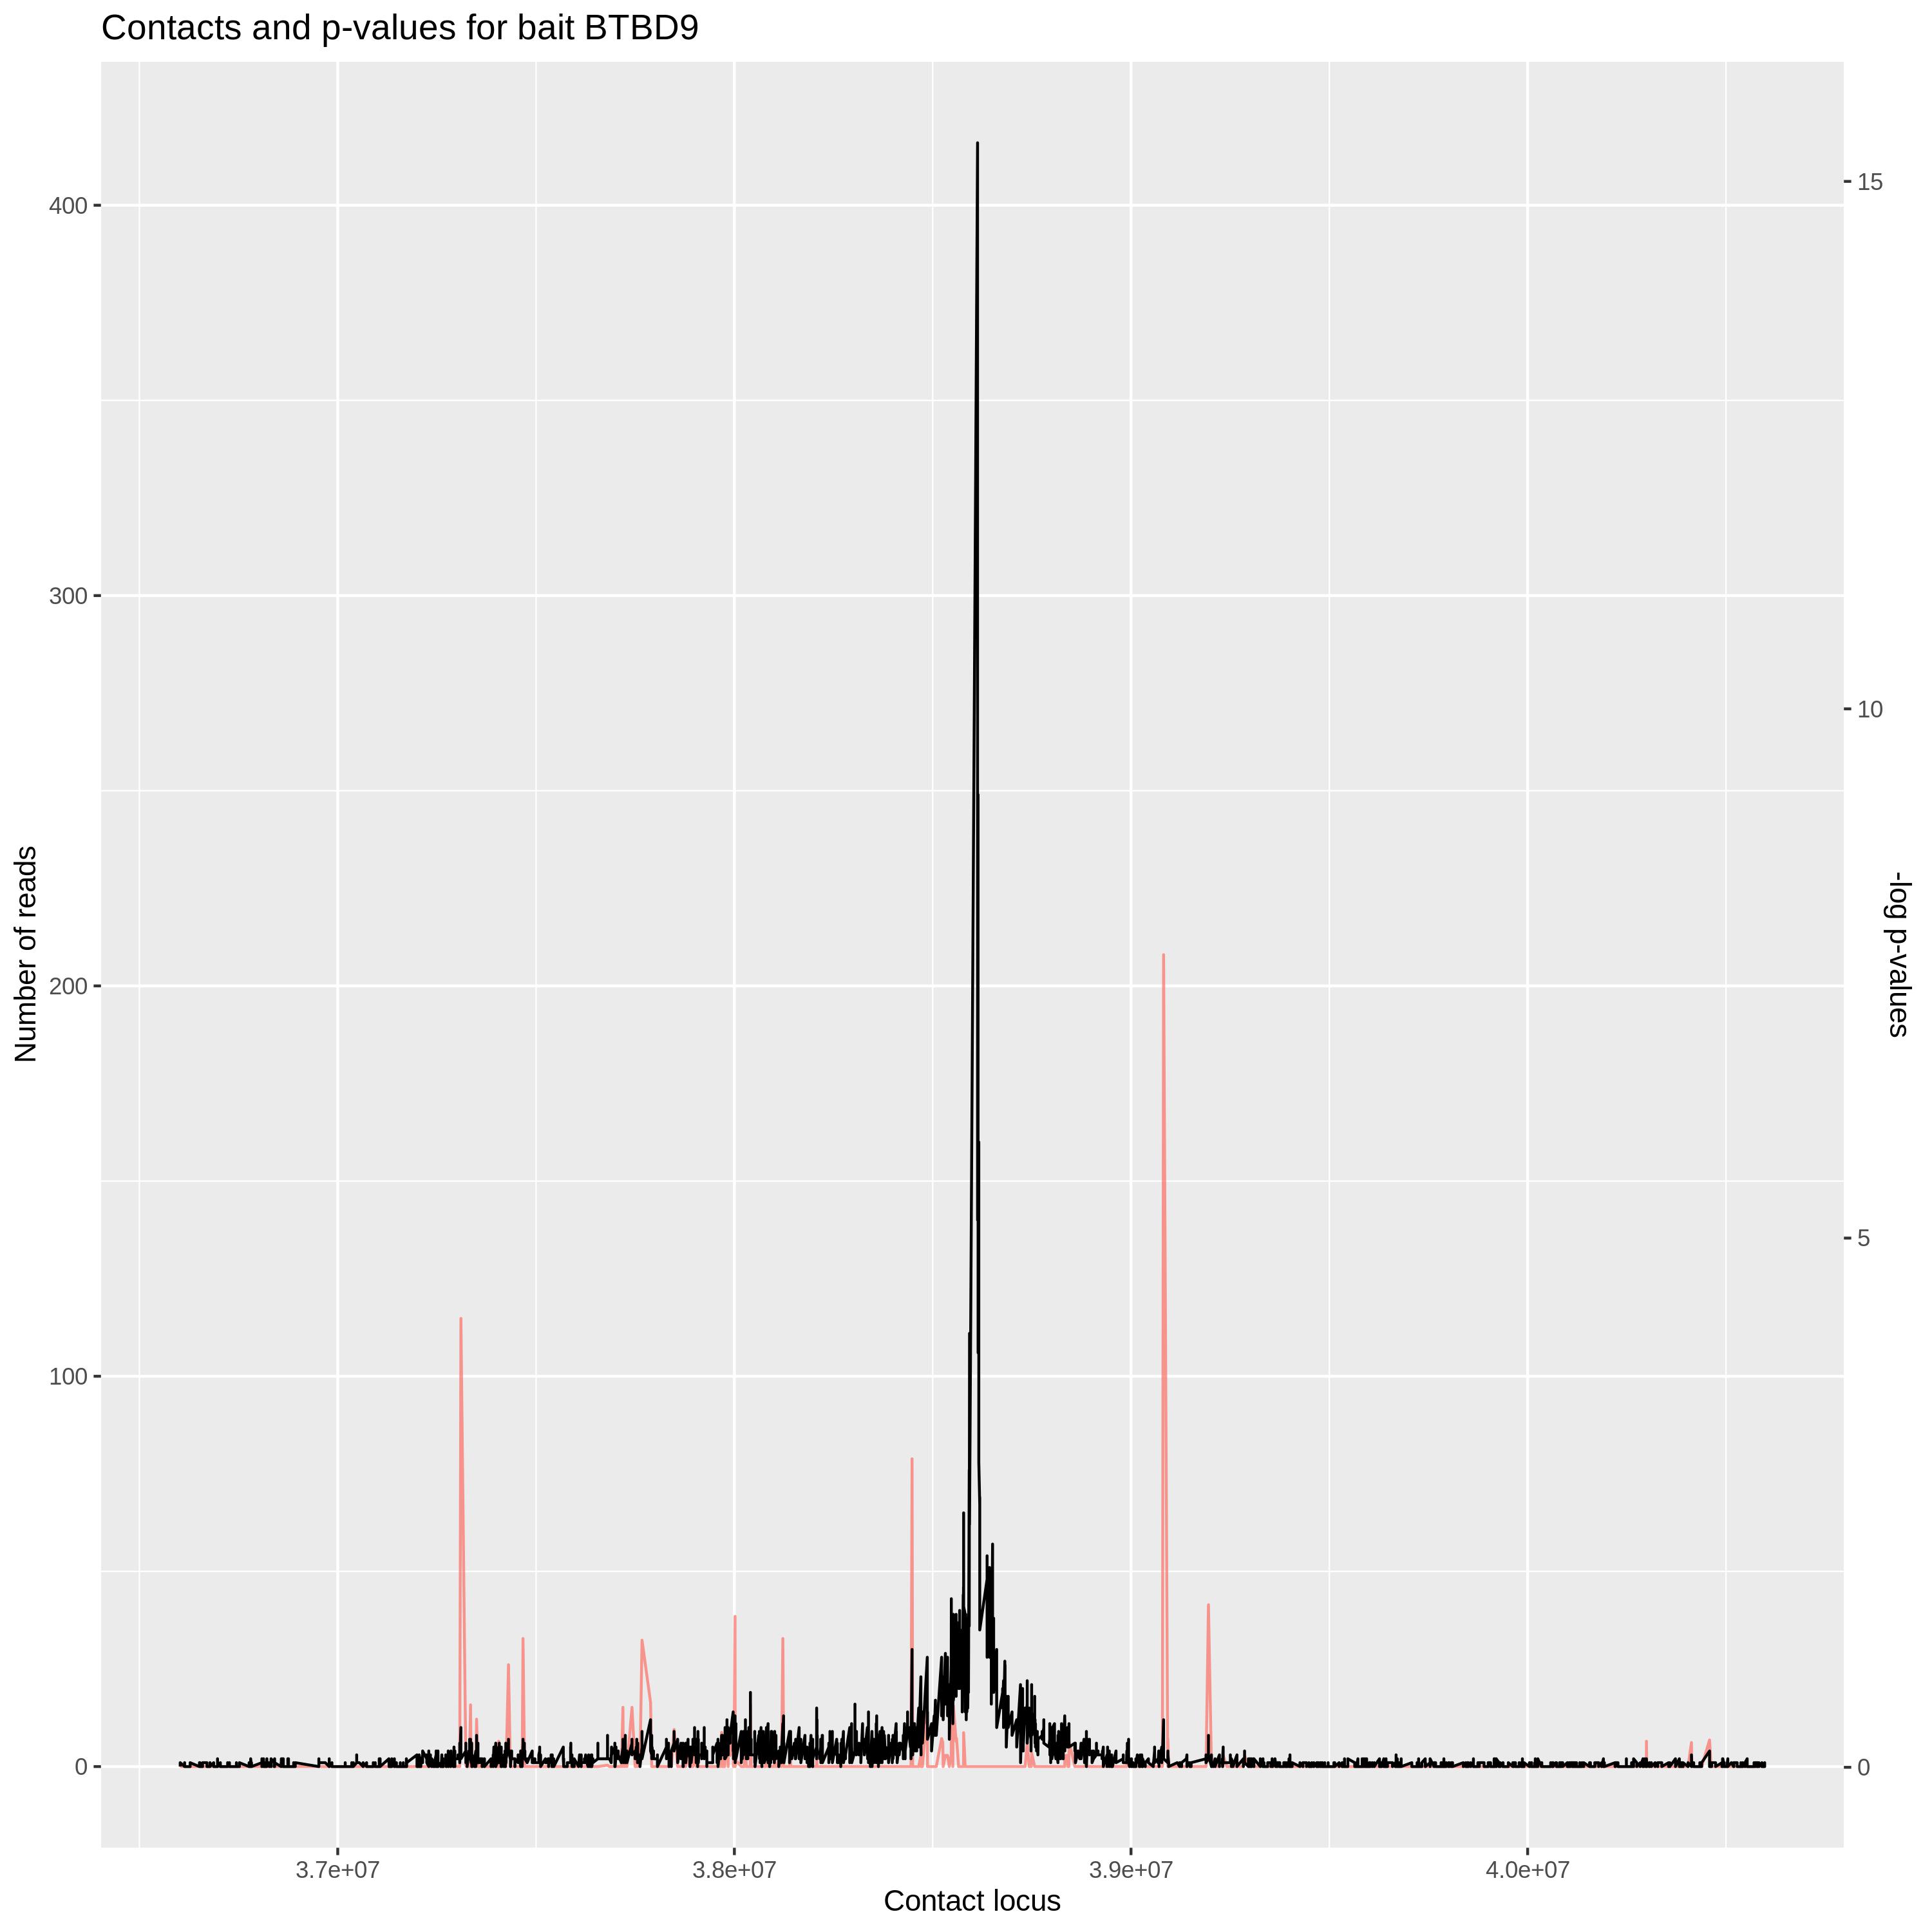 Contacts and p-values for bait BTBD9
400
300
200
100
0
15
10
5
0
Number of reads
-log p-values
3.7e+07
3.8e+07
3.9e+07
4.0e+07
Contact locus